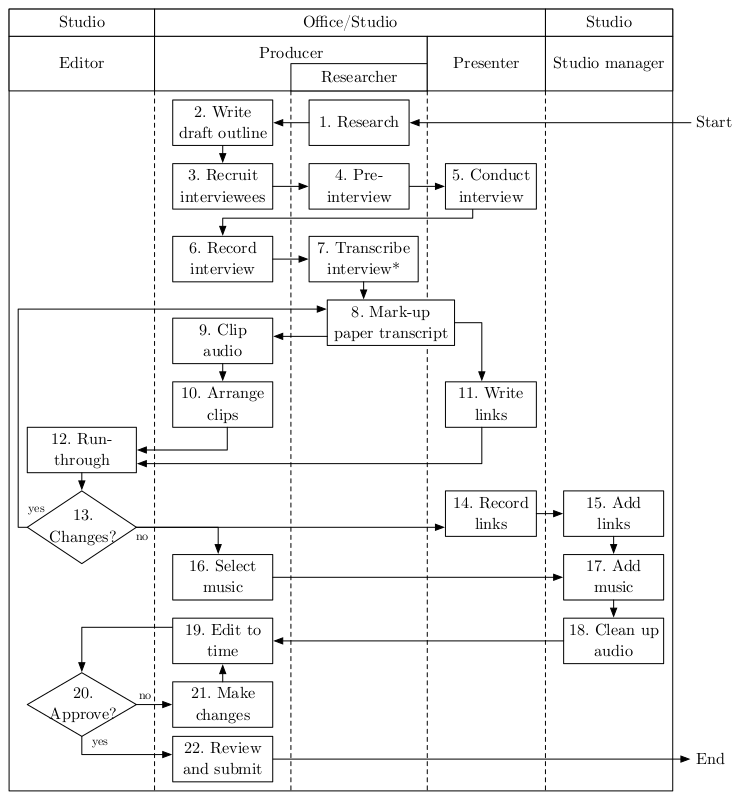 Studio
Office/Studio
Studio
Editor
Producer
Researcher
Presenter
Studio manager
2. Write
draft outline
1. Research
Start
3. Recruit
interviewees
4. Pre-
interview
5. Conduct
interview
6. Record
interview
7. Transcribe
interview*
8. Mark-up
paper transcript
9. Clip
audio
10. Arrange
clips
11. Write
links
12. Run-
through
yes
13.
Changes?
no
14. Record
links
15. Add
links
16. Select
music
17. Add
music
19. Edit to
time
18. Clean up
audio
20.
Approve?
no
21. Make
changes
yes
22. Review
and submit
End